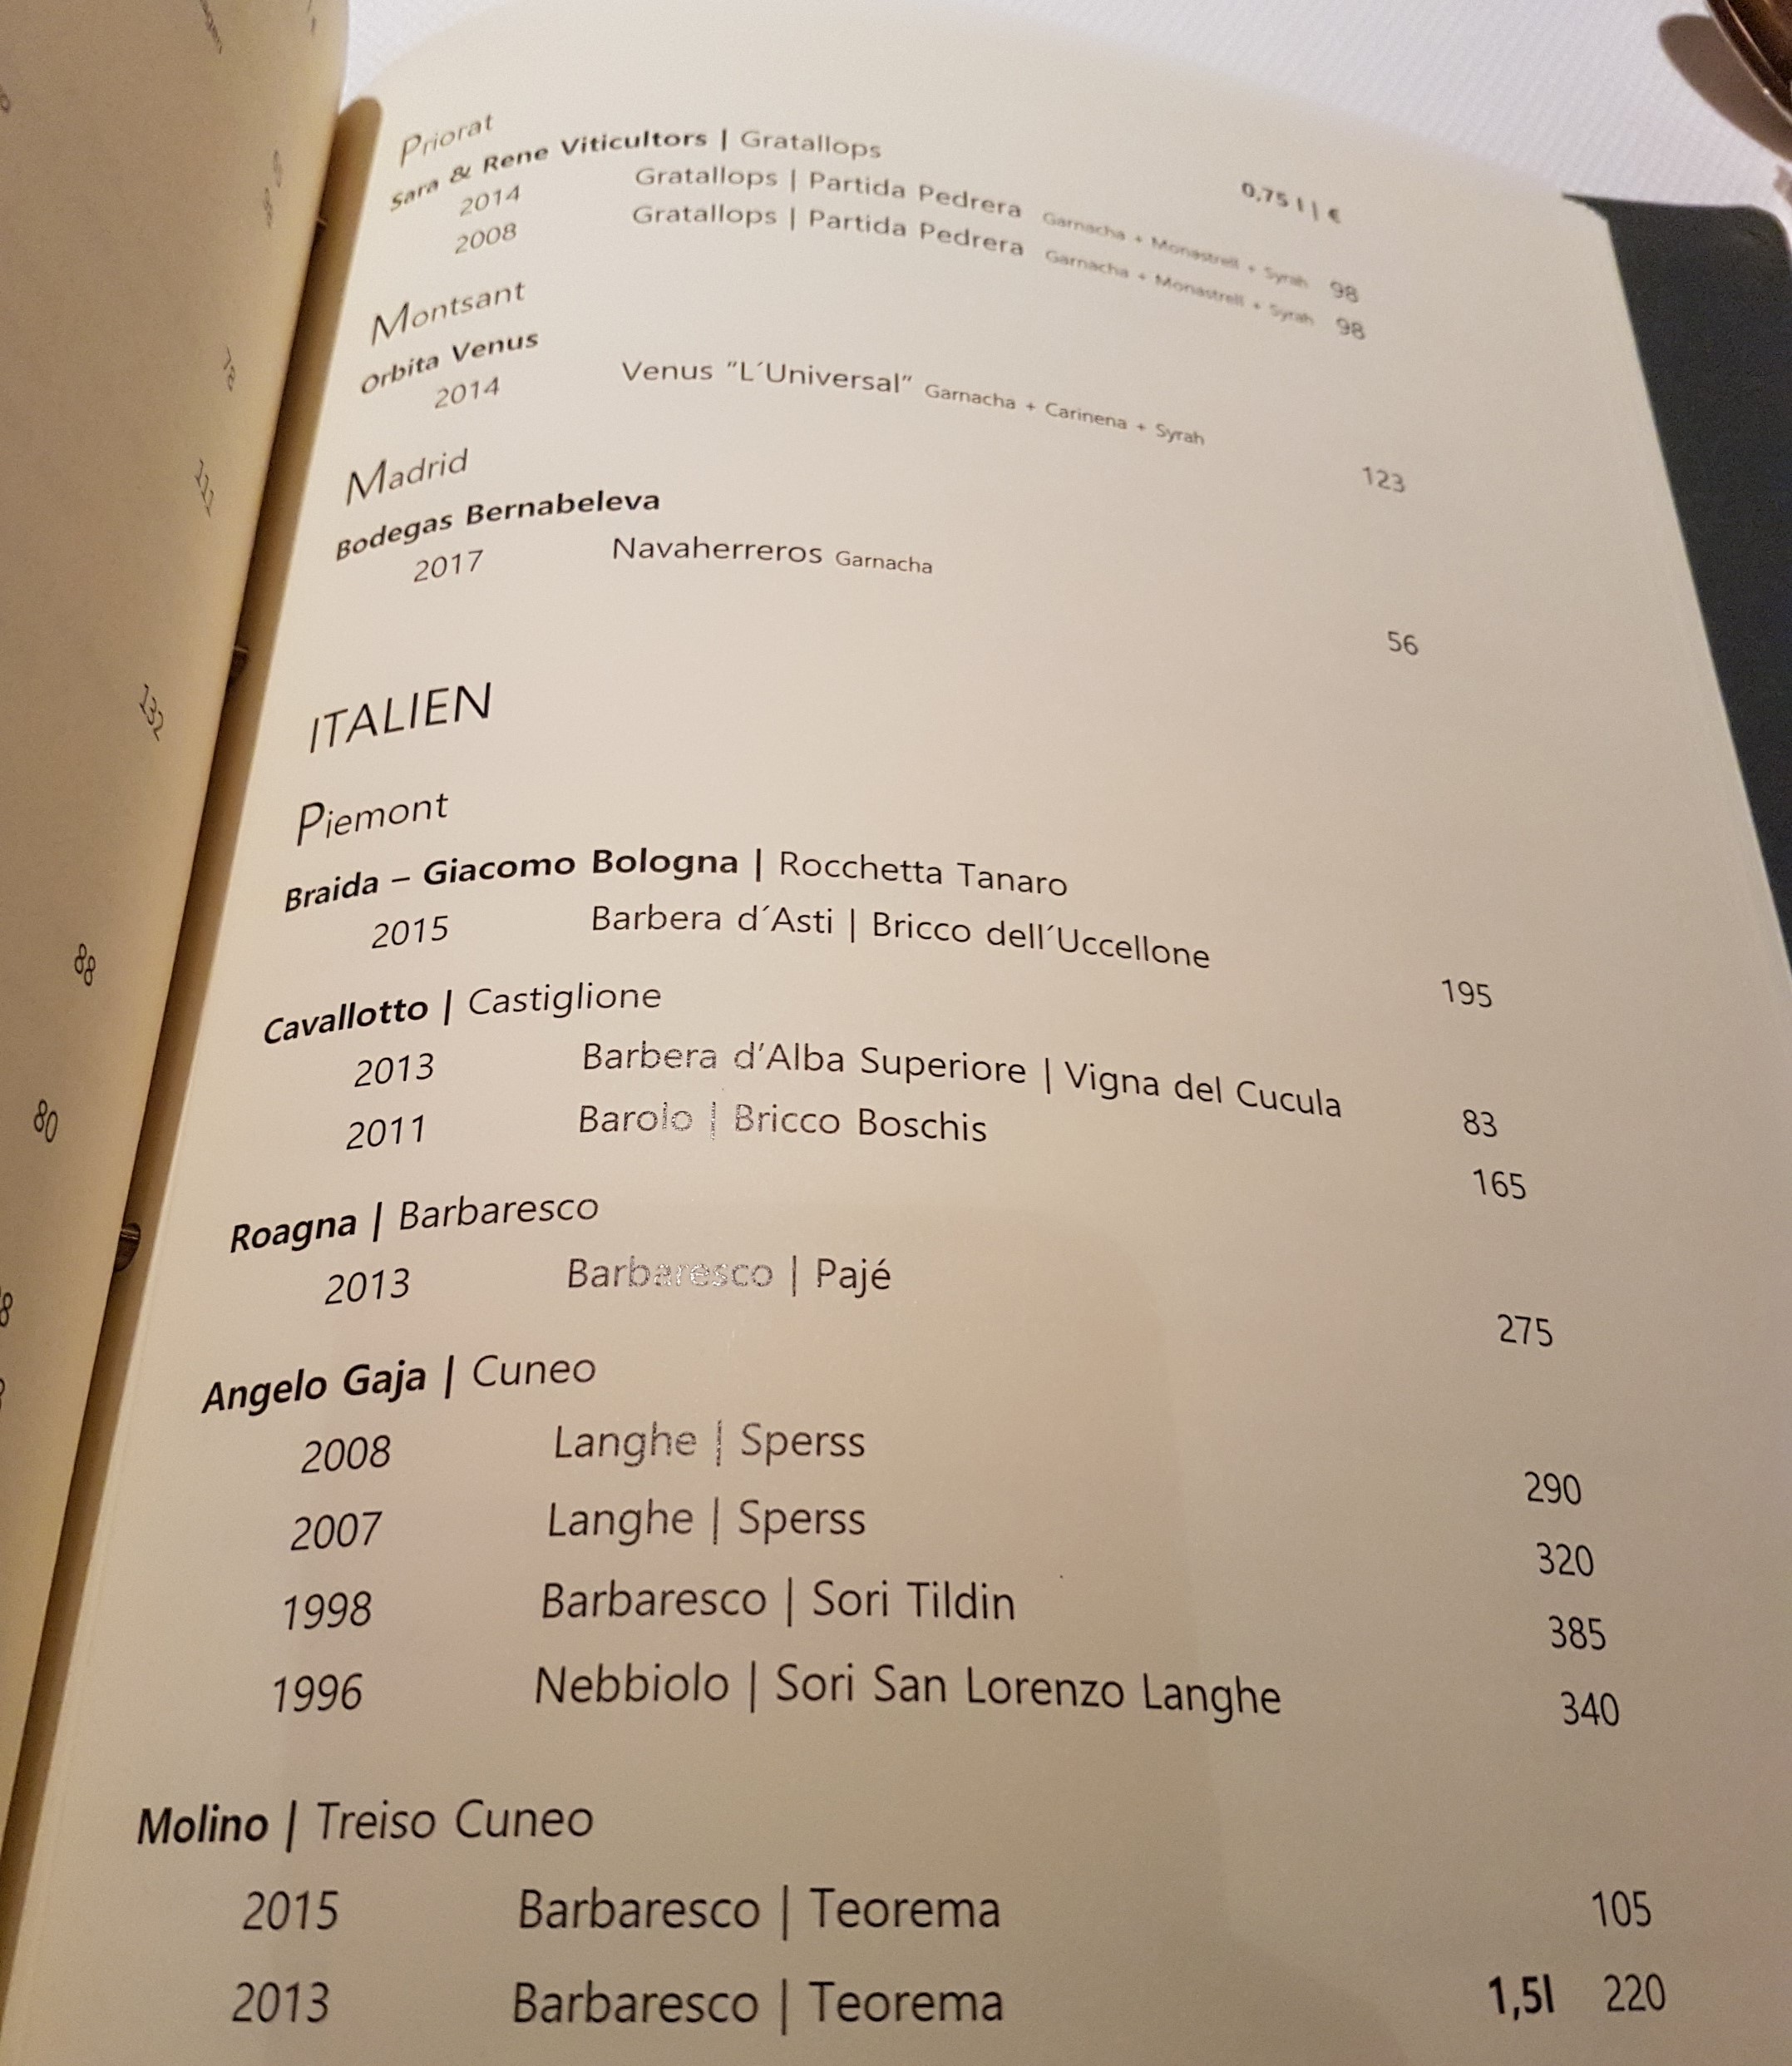 Priorat
Sara & Rene Viticultors | Gratallops
0,75 l | €
2014 Gratallops | Partida Pedrera Garnacha + Monastrell + Syrah 98
2008 Gratallops | Partida Pedrera Garnacha + Monastrell + Syrah 98
Montsant
Orbita Venus
2014 Venus "L´Universal" Garnacha + Carinena + Syrah 123
Madrid
Bodegas Bernabeleva
2017 Navaherreros Garnacha 56
ITALIEN
Piemont
Braida – Giacomo Bologna | Rocchetta Tanaro
2015 Barbera d´Asti | Bricco dell´Uccellone 195
Cavallotto | Castiglione
2013 Barbera d'Alba Superiore | Vigna del Cucula 83
2011 Barolo | Bricco Boschis 165
Roagna | Barbaresco
2013 Barbaresco | Pajé 275
Angelo Gaja | Cuneo
2008 Langhe | Sperss 290
2007 Langhe | Sperss 320
1998 Barbaresco | Sori Tildin 385
1996 Nebbiolo | Sori San Lorenzo Langhe 340
Molino | Treiso Cuneo
2015 Barbaresco | Teorema 105
2013 Barbaresco | Teorema 1,5l 220
132
88
80